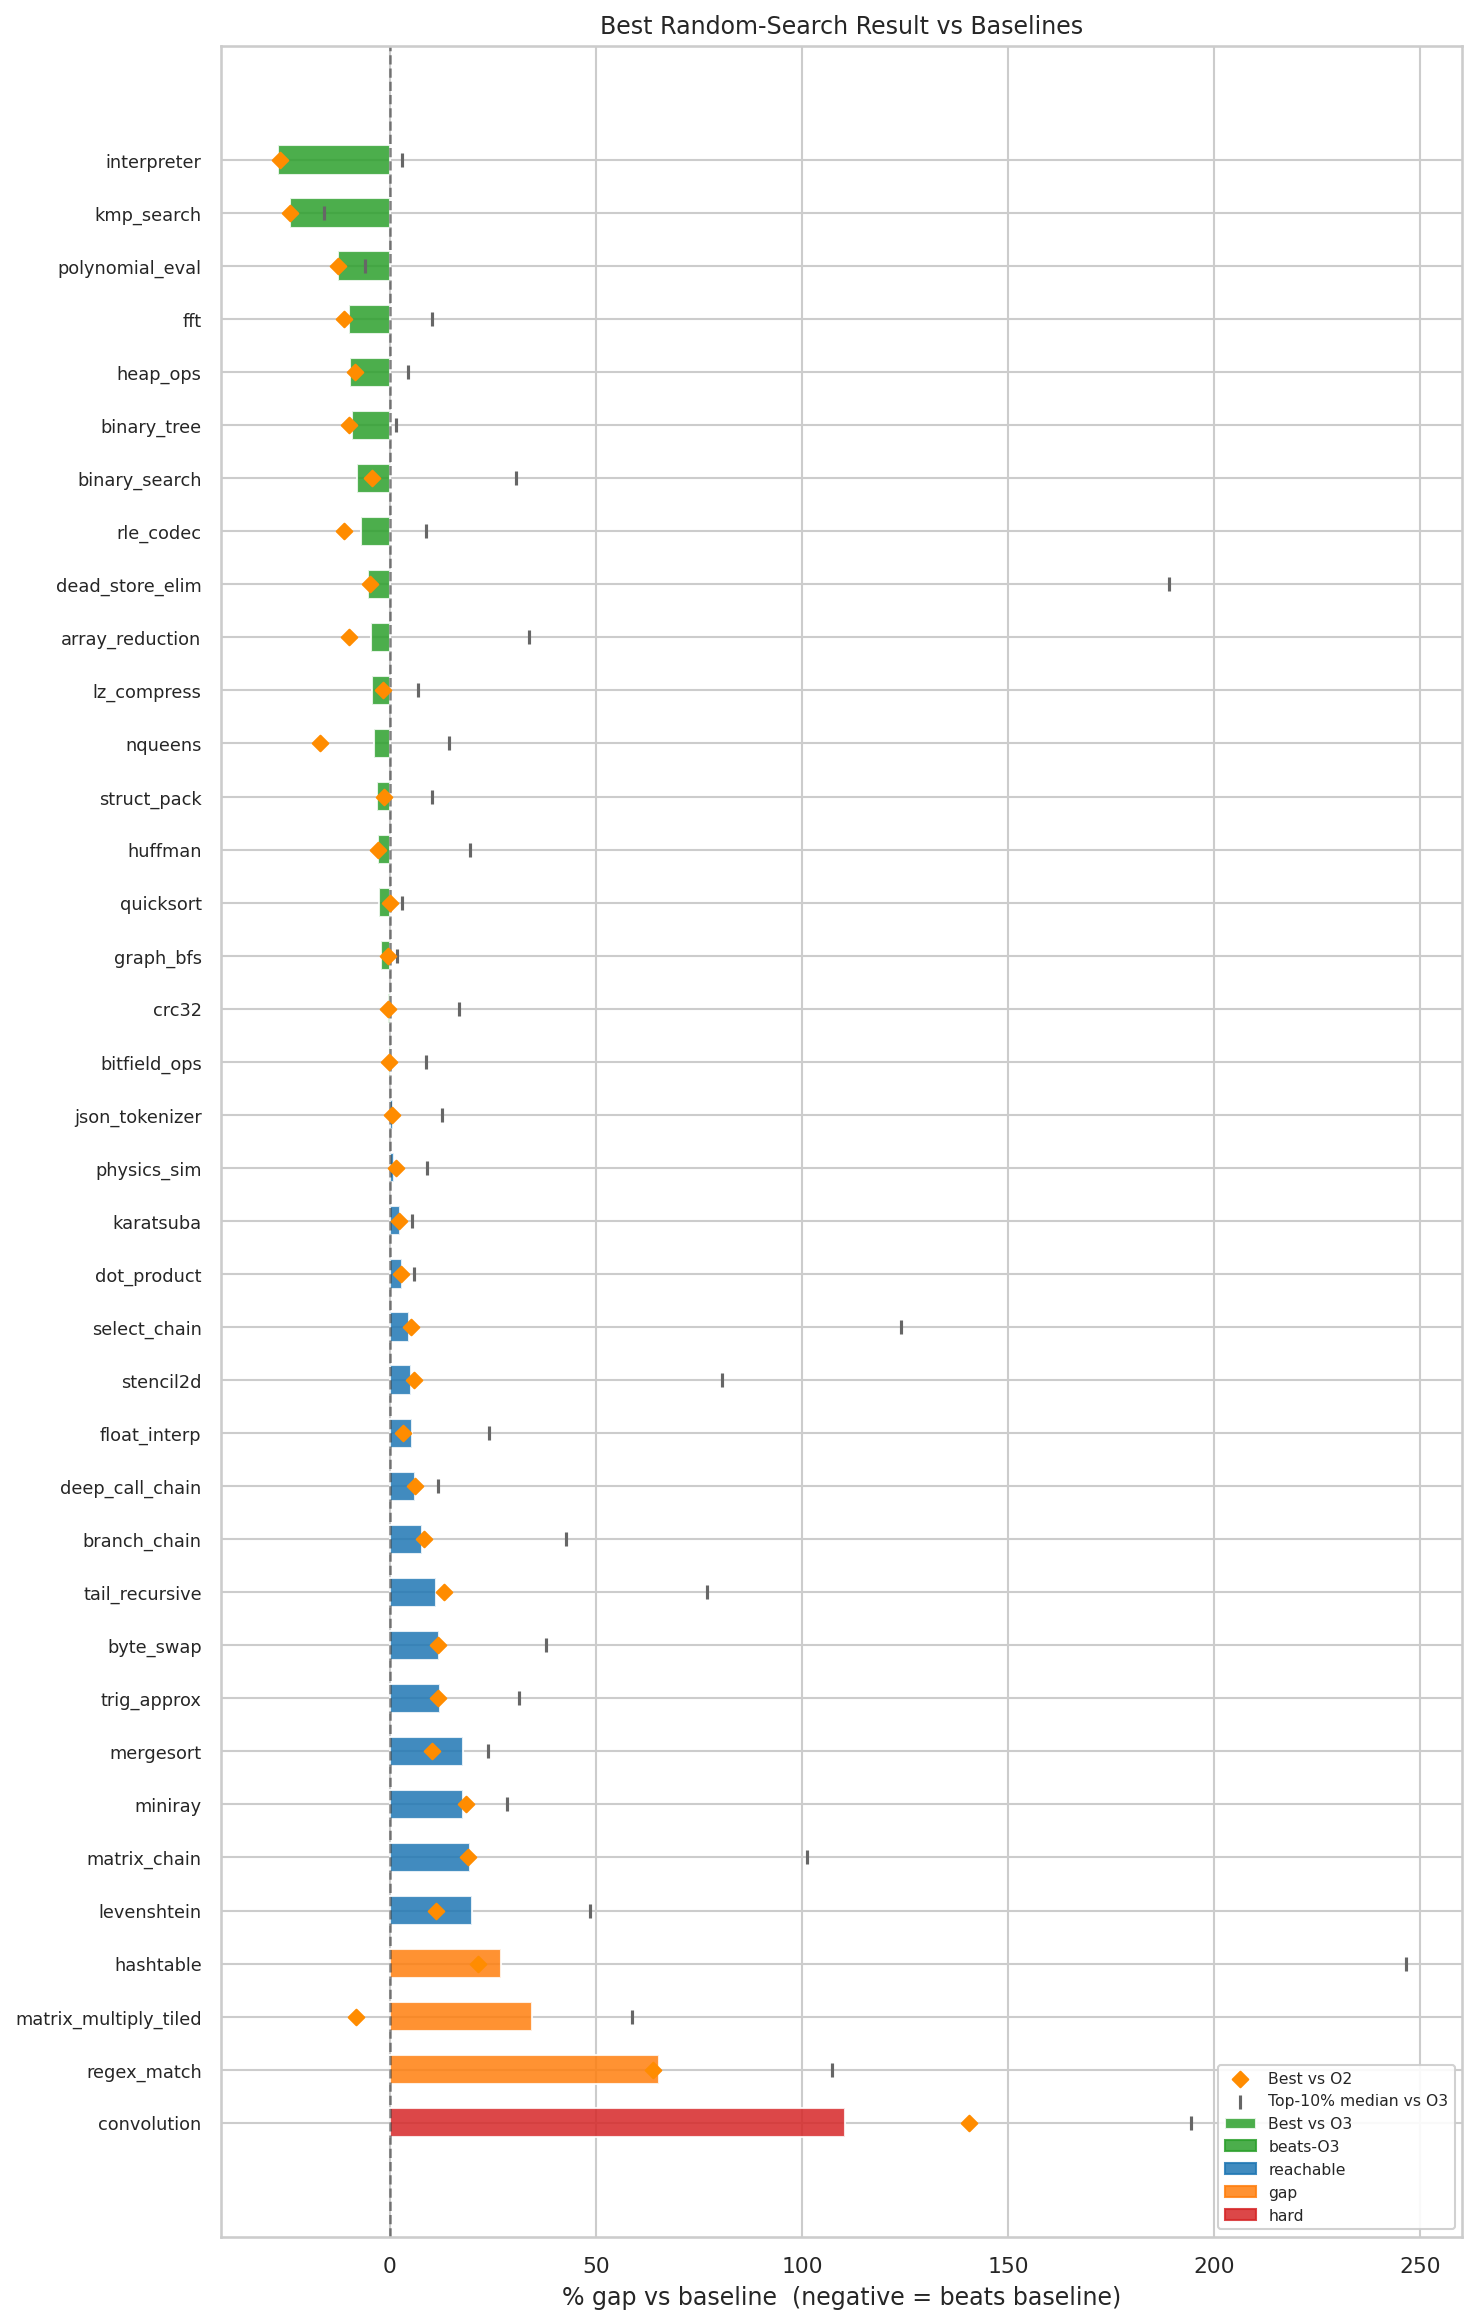 Best Random-Search Result vs Baselines
interpreter
kmp_search
polynomial_eval
fft
heap_ops
binary_tree
binary_search
rle_codec
dead_store_elim
array_reduction
lz_compress
nqueens
struct_pack
huffman
quicksort
graph_bfs
crc32
bitfield_ops
json_tokenizer
physics_sim
karatsuba
dot_product
select_chain
stencil2d
float_interp
deep_call_chain
branch_chain
tail_recursive
byte_swap
trig_approx
mergesort
miniray
matrix_chain
levenshtein
hashtable
matrix_multiply_tiled
regex_match
convolution
Best vs O2
Top-10% median vs O3
Best vs O3
beats-O3
reachable
gap
hard
0 50 100 150 200 250
% gap vs baseline  (negative = beats baseline)